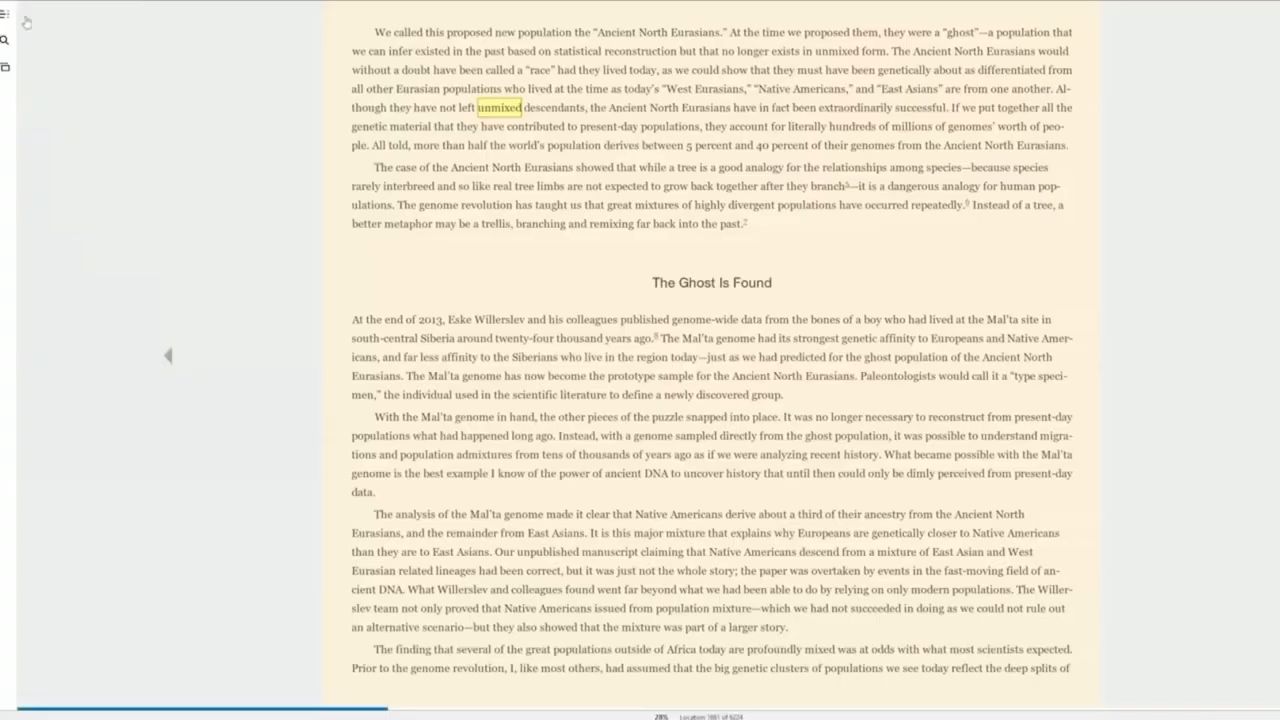 We called this proposed new population the “Ancient North Eurasians.” At the time we proposed them, they were a “ghost”—a population that
we can infer existed in the past based on statistical reconstruction but that no longer exists in unmixed form. The Ancient North Eurasians would
without a doubt have been called a “race” had they lived today, as we could show that they must have been genetically about as differentiated from
all other Eurasian populations who lived at the time as today’s “West Eurasians,” “Native Americans,” and “East Asians” are from one another. Al-
though they have not left unmixed descendants, the Ancient North Eurasians have in fact been extraordinarily successful. If we put together all the
genetic material that they have contributed to present-day populations, they account for literally hundreds of millions of genomes’ worth of peo-
ple. All told, more than half the world’s population derives between 5 percent and 40 percent of their genomes from the Ancient North Eurasians.
The case of the Ancient North Eurasians showed that while a tree is a good analogy for the relationships among species—because species
rarely interbreed and so like real tree limbs are not expected to grow back together after they branch—it is a dangerous analogy for human pop-
ulations. The genome revolution has taught us that great mixtures of highly divergent populations have occurred repeatedly. Instead of a tree, a
better metaphor may be a trellis, branching and remixing far back into the past.7
The Ghost Is Found
At the end of 2013, Eske Willerslev and his colleagues published genome-wide data from the bones of a boy who had lived at the Mal’ta site in
south-central Siberia around twenty-four thousand years ago.8 The Mal’ta genome had its strongest genetic affinity to Europeans and Native Amer-
icans, and far less affinity to the Siberians who live in the region today—just as we had predicted for the ghost population of the Ancient North
Eurasians. The Mal’ta genome has now become the prototype sample for the Ancient North Eurasians. Paleontologists would call it a “type speci-
men,” the individual used in the scientific literature to define a newly discovered group.
With the Mal’ta genome in hand, the other pieces of the puzzle snapped into place. It was no longer necessary to reconstruct from present-day
populations what had happened long ago. Instead, with a genome sampled directly from the ghost population, it was possible to understand migra-
tions and population admixtures from tens of thousands of years ago as if we were analyzing recent history. What became possible with the Mal’ta
genome is the best example I know of the power of ancient DNA to uncover history that until then could only be dimly perceived from present-day
data.
The analysis of the Mal’ta genome made it clear that Native Americans derive about a third of their ancestry from the Ancient North
Eurasians, and the remainder from East Asians. It is this major mixture that explains why Europeans are genetically closer to Native Americans
than they are to East Asians. Our unpublished manuscript claiming that Native Americans descend from a mixture of East Asian and West
Eurasian related lineages had been correct, but it was just not the whole story; the paper was overtaken by events in the fast-moving field of an-
cient DNA. What Willerslev and colleagues found went far beyond what we had been able to do by relying on only modern populations. The Willer-
slev team not only proved that Native Americans issued from population mixture—which we had not succeeded in doing as we could not rule out
an alternative scenario—but they also showed that the mixture was part of a larger story.
The finding that several of the great populations outside of Africa today are profoundly mixed was at odds with what most scientists expected.
Prior to the genome revolution, I, like most others, had assumed that the big genetic clusters of populations we see today reflect the deep splits of
28% Location of